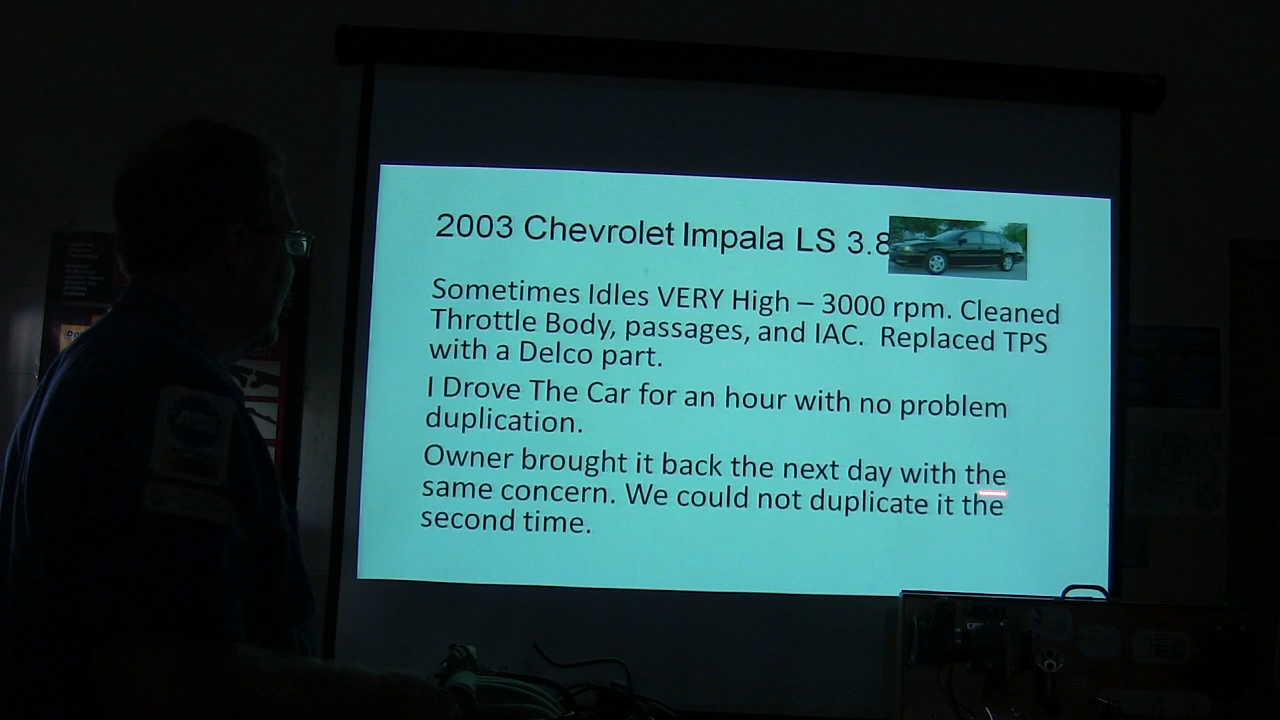 2003 Chevrolet Impala LS 3.8
Sometimes Idles VERY High – 3000 rpm. Cleaned
Throttle Body, passages, and IAC. Replaced TPS
with a Delco part.
I Drove The Car for an hour with no problem
duplication.
Owner brought it back the next day with the
same concern. We could not duplicate it the
second time.